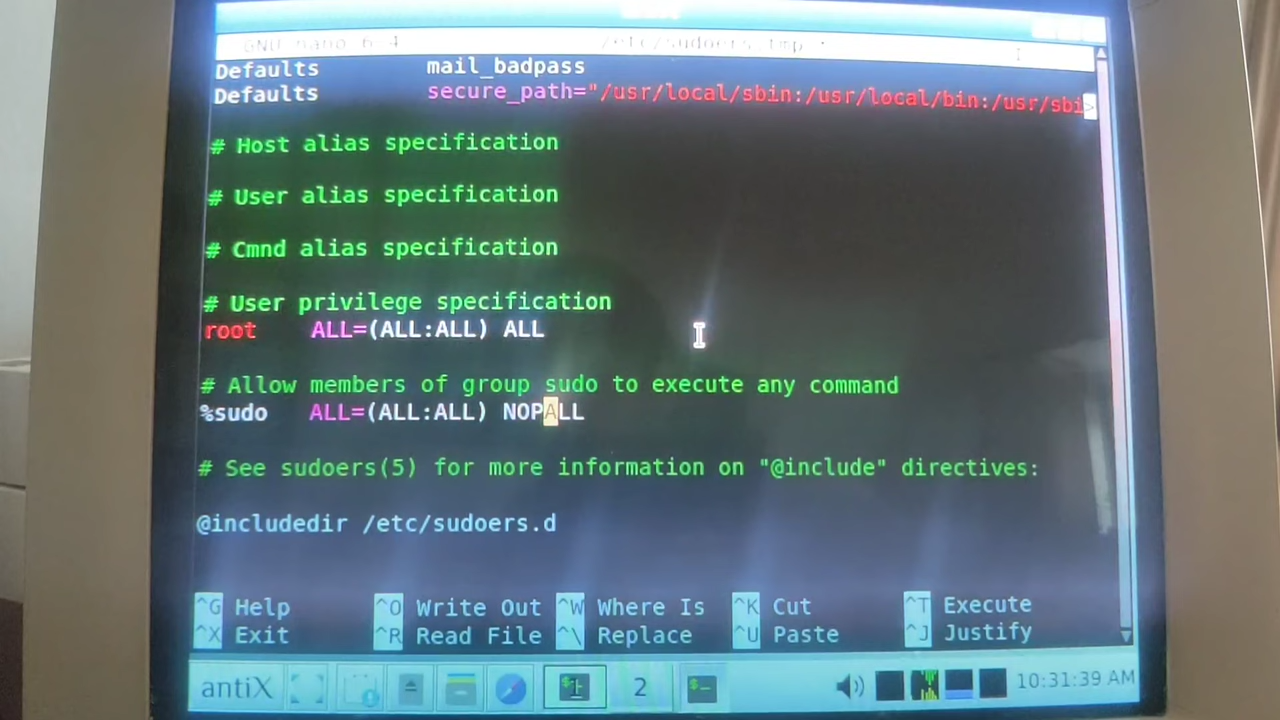 GNU nano 6.4 /etc/sudoers.tmp *
Defaults mail_badpass
Defaults secure_path="/usr/local/sbin:/usr/local/bin:/usr/sbi>
# Host alias specification
# User alias specification
# Cmnd alias specification
# User privilege specification
root ALL=(ALL:ALL) ALL
# Allow members of group sudo to execute any command
%sudo ALL=(ALL:ALL) NOPALL
# See sudoers(5) for more information on "@include" directives:
@includedir /etc/sudoers.d
^G Help ^O Write Out ^W Where Is ^K Cut ^T Execute
^X Exit ^R Read File ^\ Replace ^U Paste ^J Justify
antiX 1 2 $- 10:31:39 AM